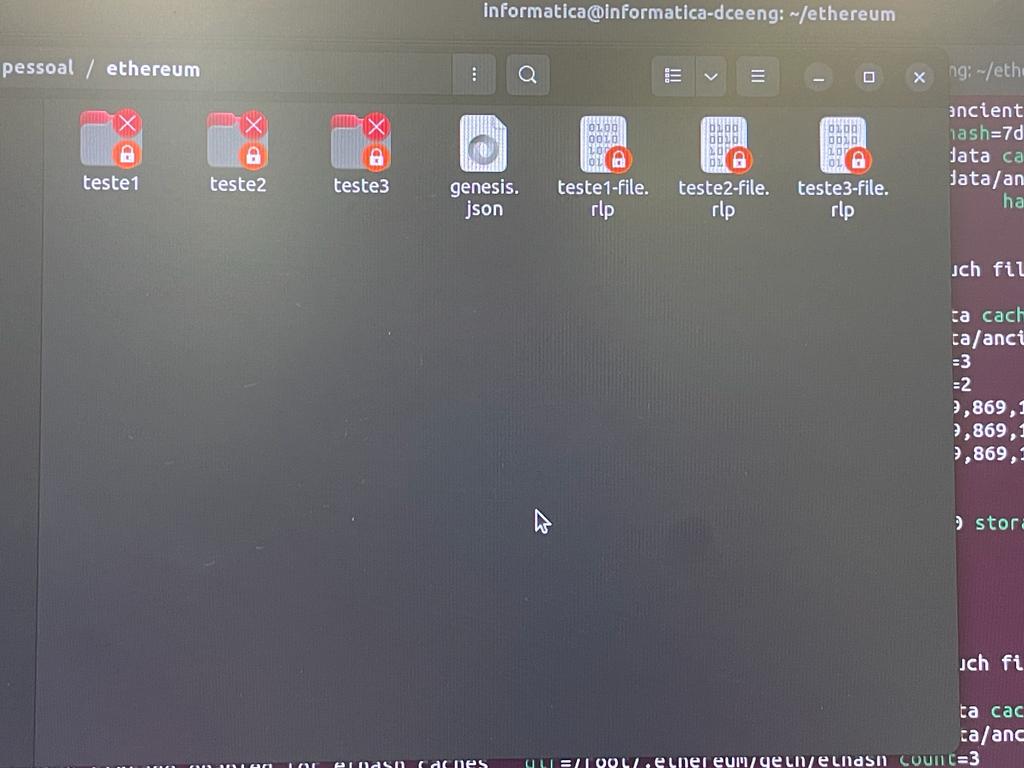 informatica@informatica-dceeng: ~/ethereum
pessoal / ethereum
teste1
teste2
teste3
genesis.
json
teste1-file.
rlp
teste2-file.
rlp
teste3-file.
rlp
ng: ~/eth
ancient
hash=7d
data ca
data/an
ha
uch fil
ta cach
ta/anci
=3
=2
9,869,1
9,869,1
9,869,1
0 stor
uch fi
ta cac
ta/anc
for ethash caches dir=/root/.ethereum/geth/ethash count=3